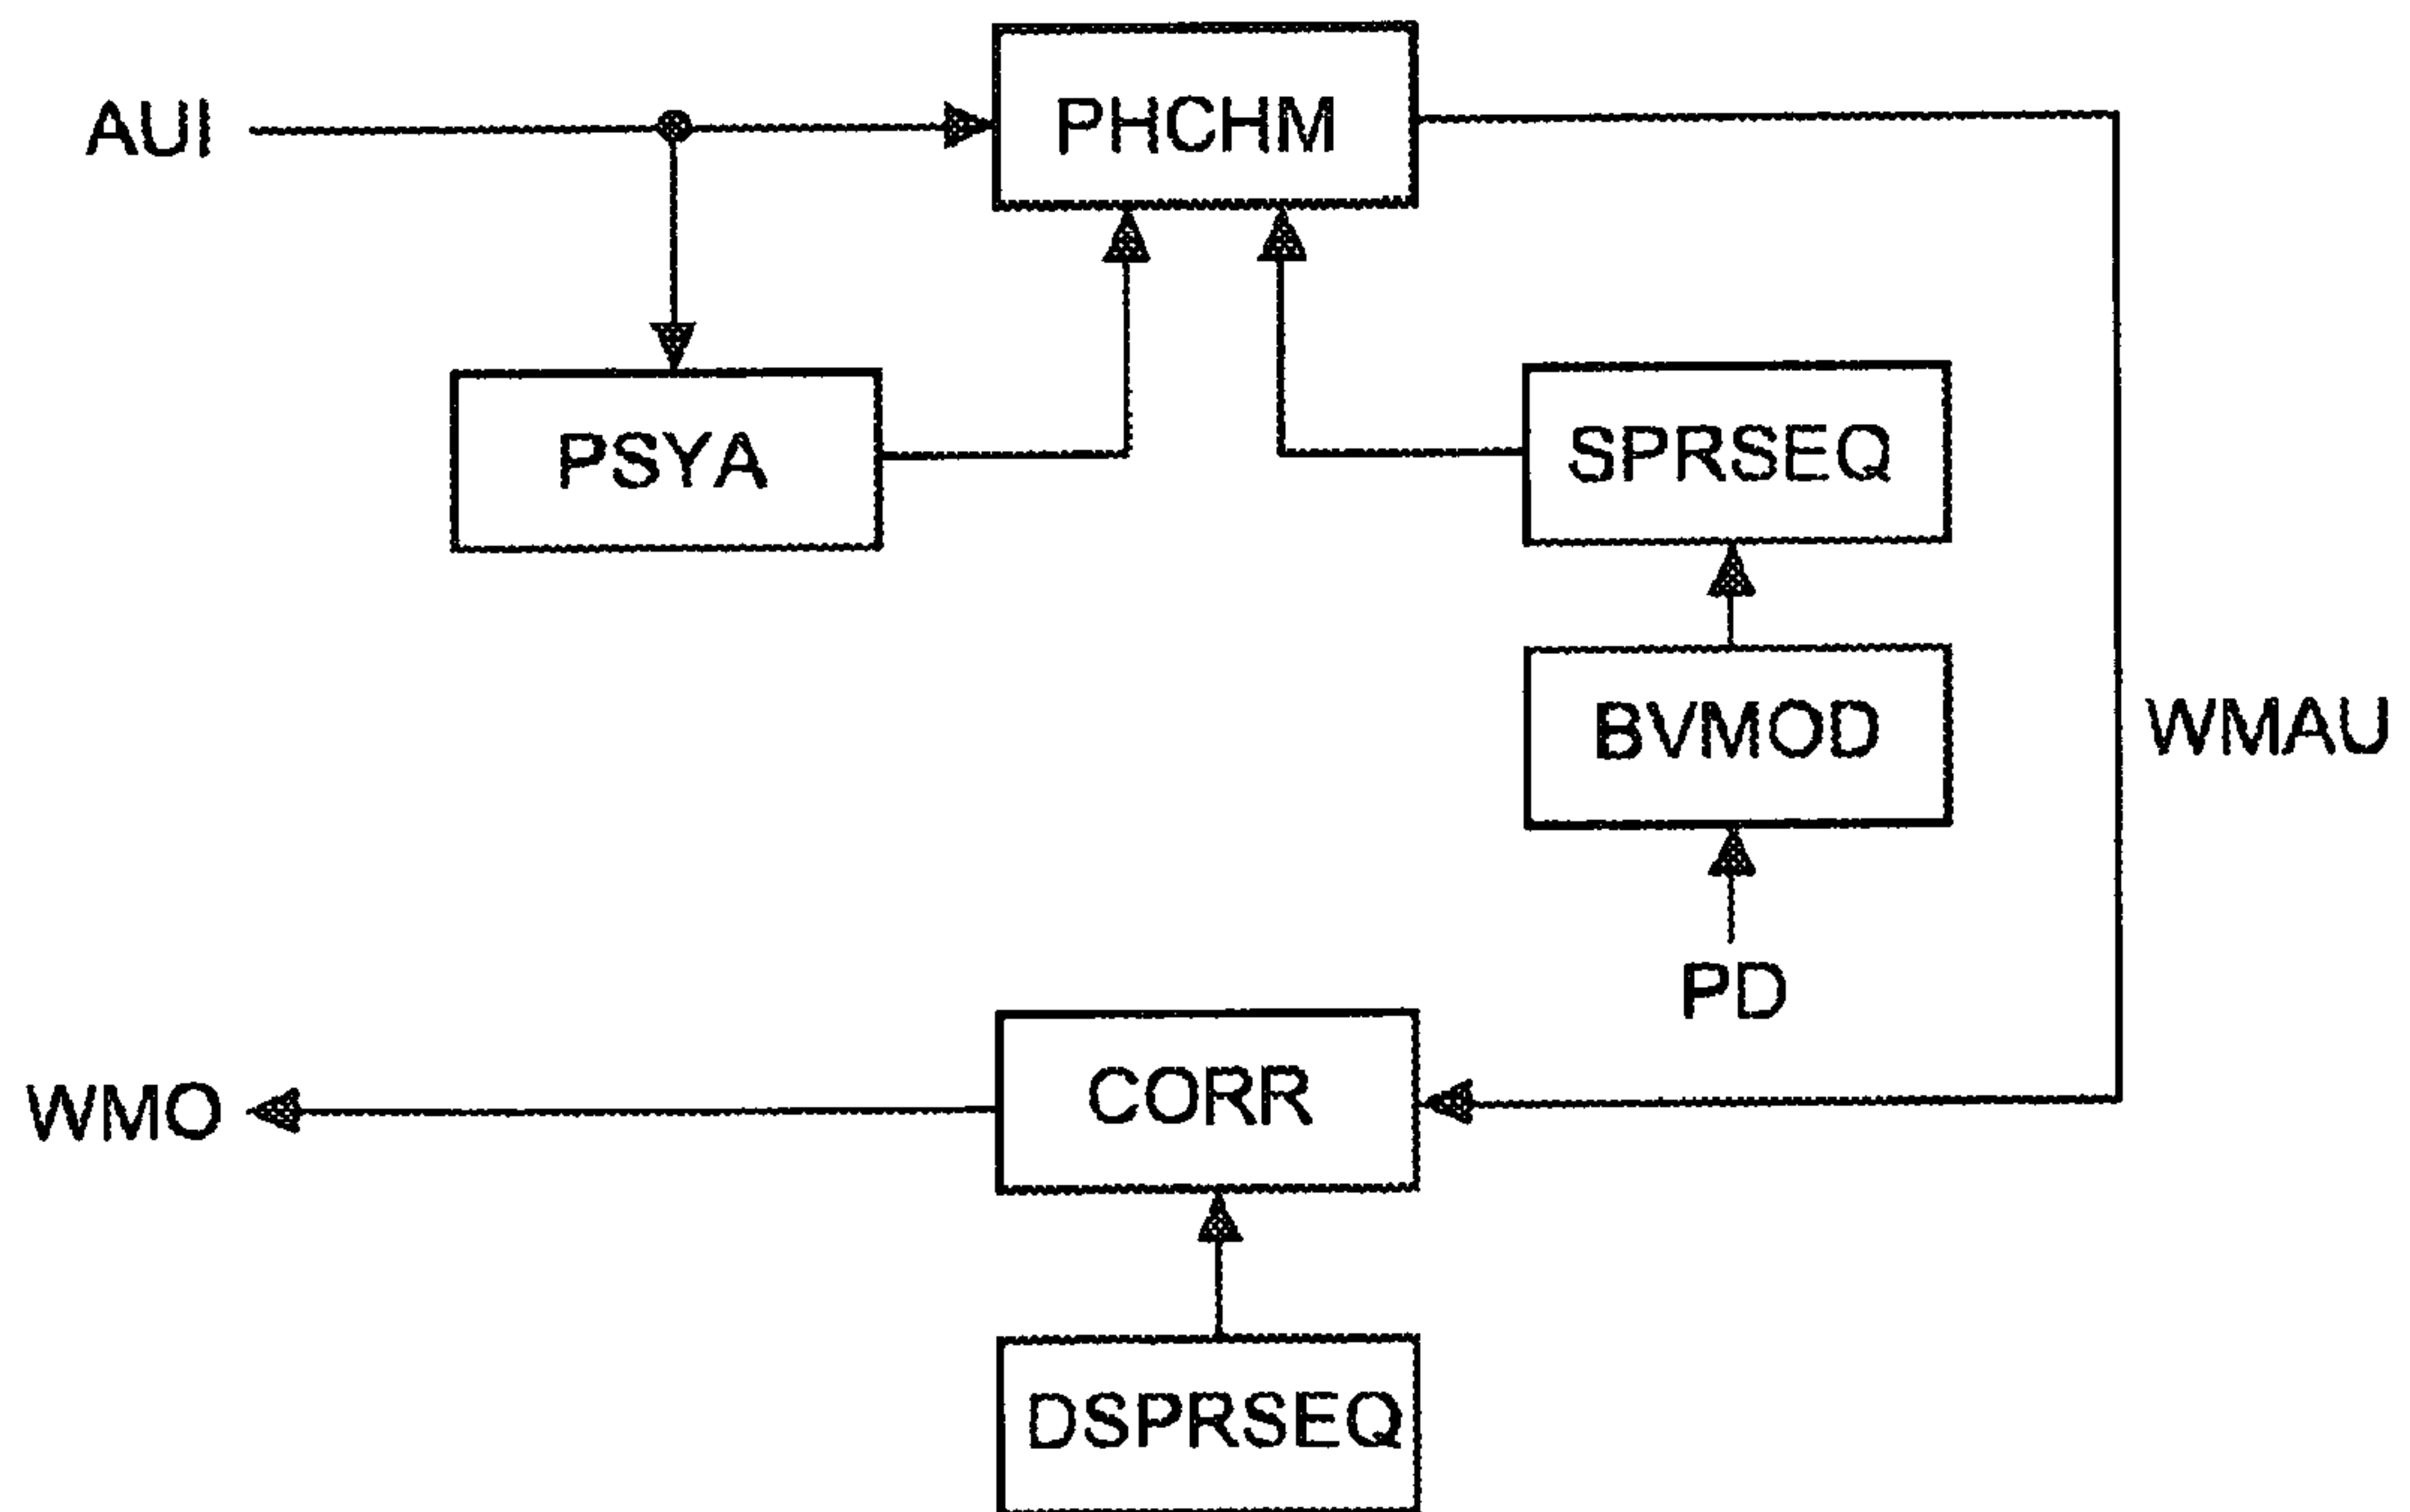 PHCHM
AUI
PSYA
SPRSEQ
BVMOD
WMAU
PD
CORR
WMO
DSPRSEQ